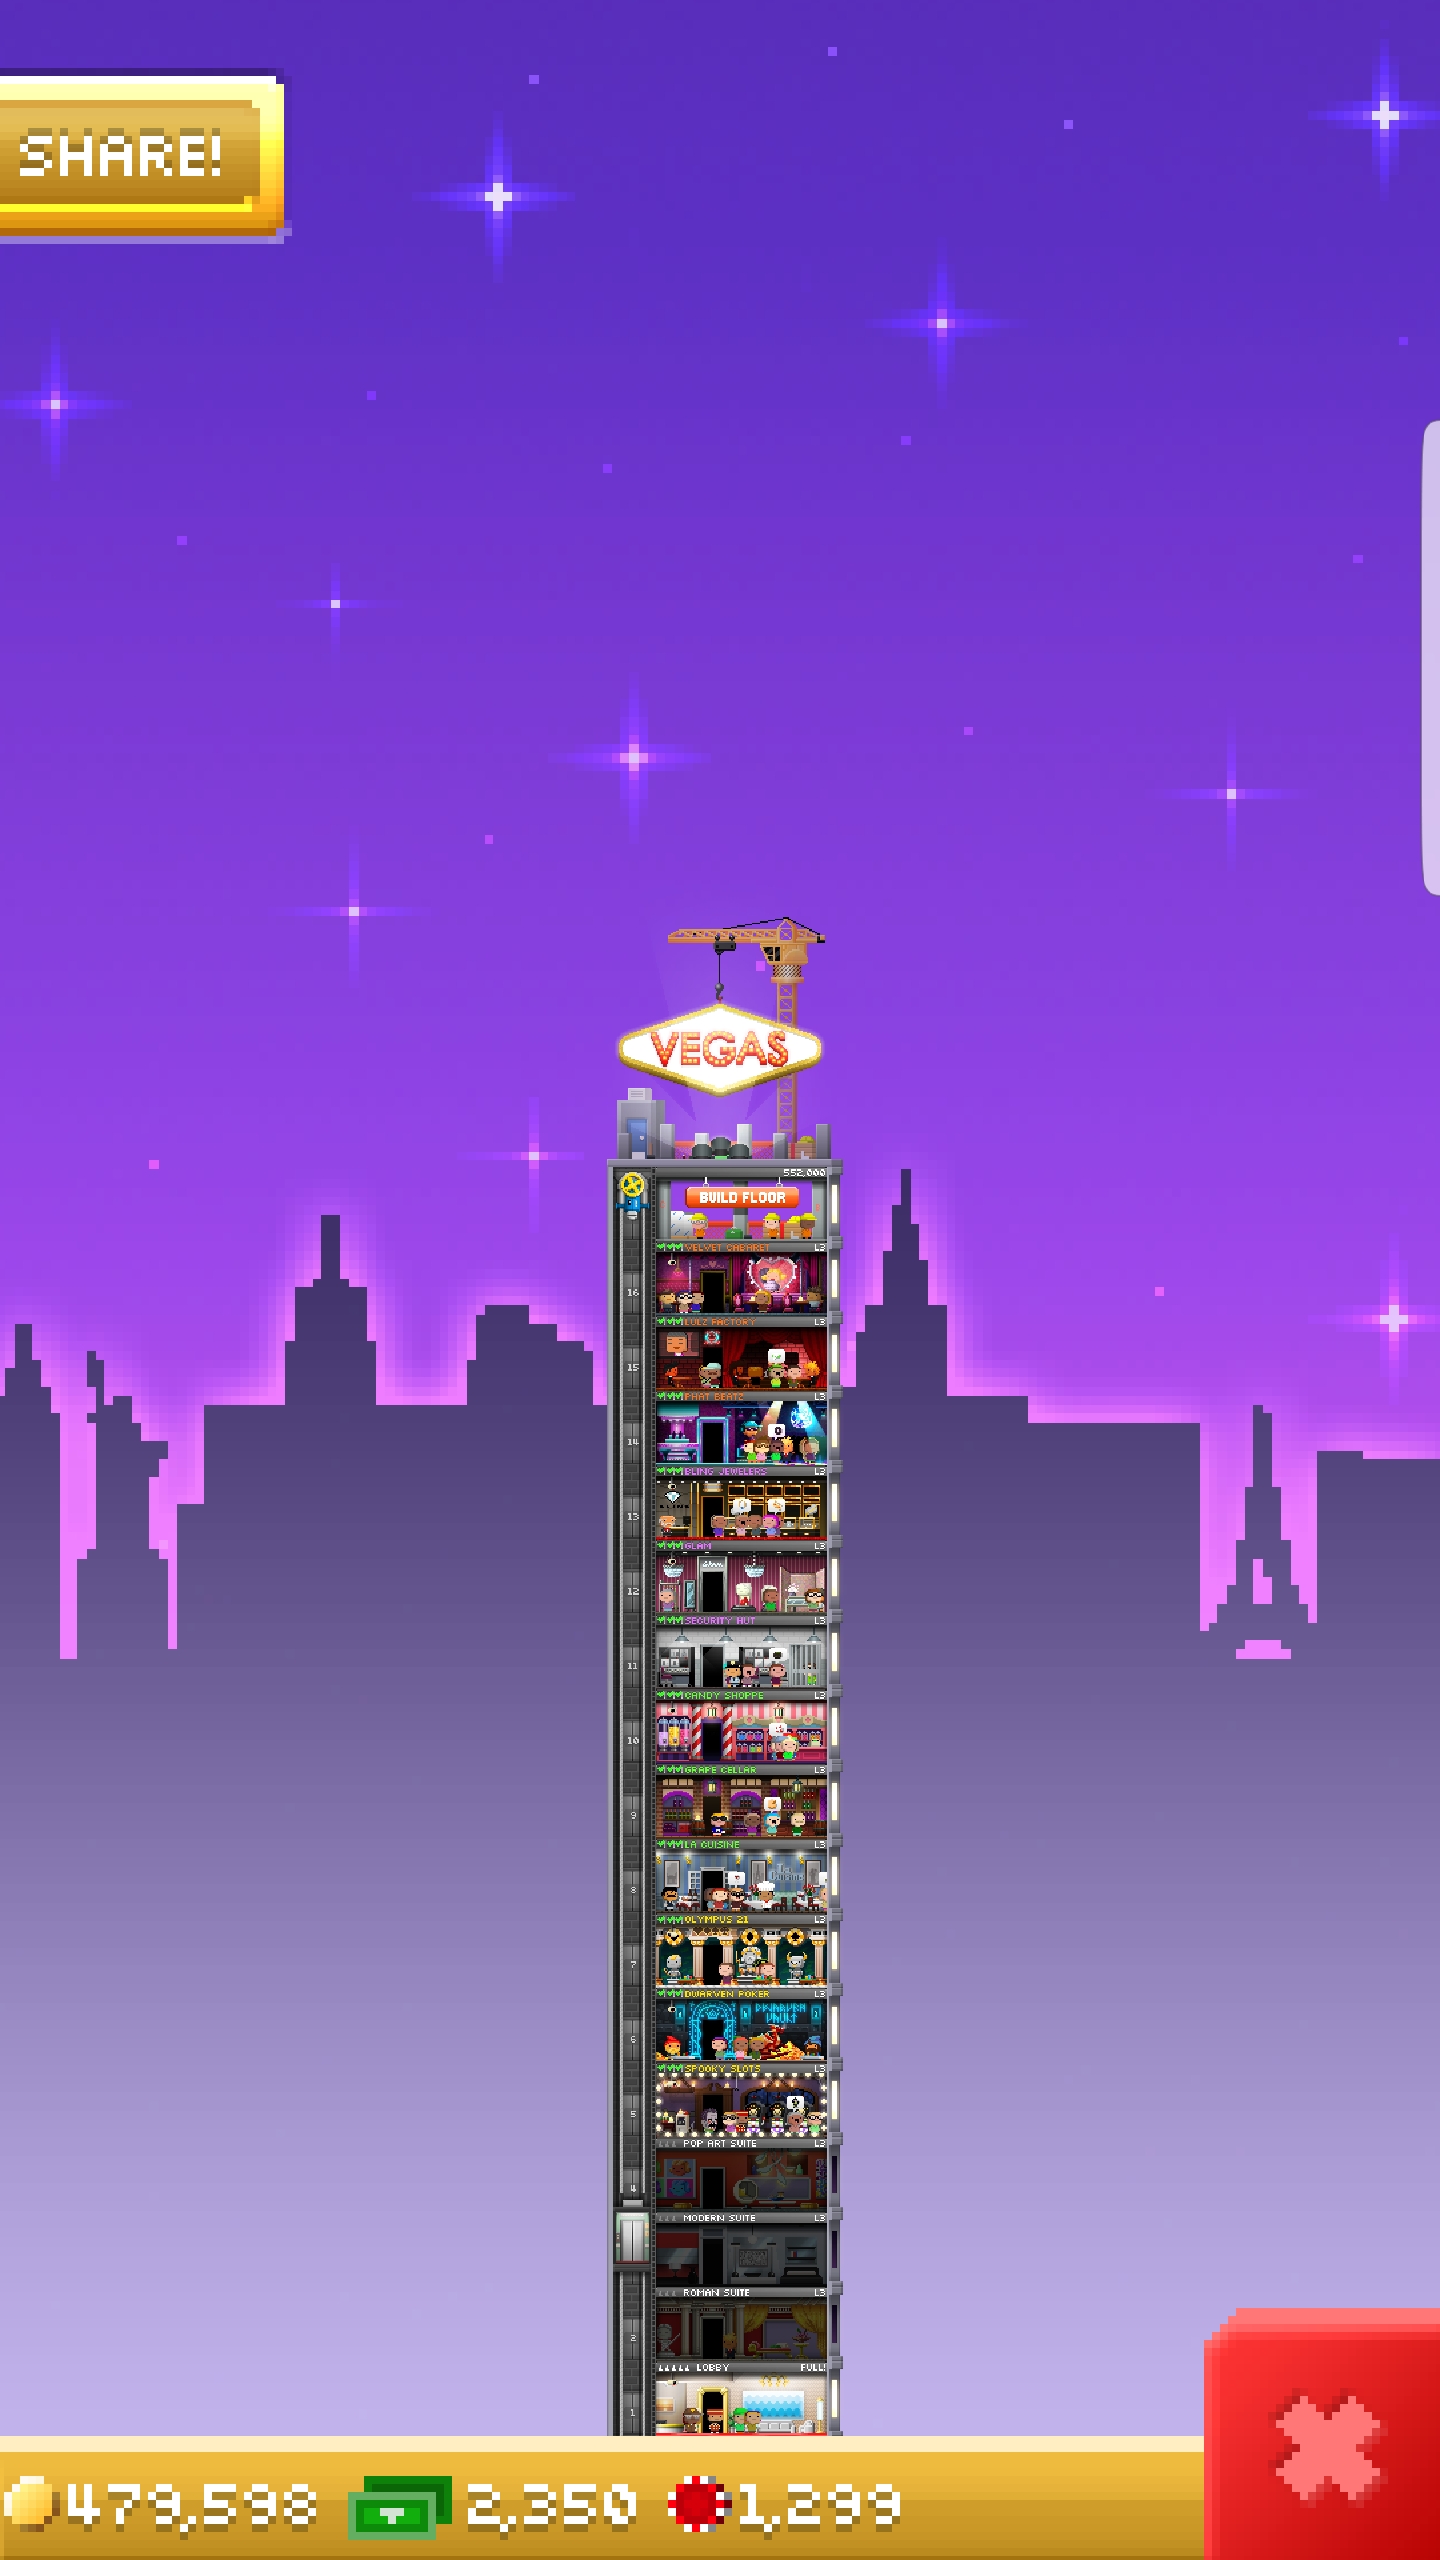 SHARE!
VEGAS
552,000
BUILD FLOOR
VELVET CABARET L3
16
LULZ FACTORY L3
15
PHAT BEATZ L3
14
BLING JEWELERS L3
13
GLAM L3
12
SECURITY HUT L3
11
CANDY SHOPPE L3
10
GRAPE CELLAR L3
9
LA CUISINE L3
8
OLYMPUS 21 L3
7
DWARVEN POKER L3
DWARVEN VAULT
6
SPOOKY SLOTS L3
5
POP ART SUITE L3
4
MODERN SUITE L3
ROMAN SUITE L3
2
LOBBY FULL!
1
479,598 2,350 1,299